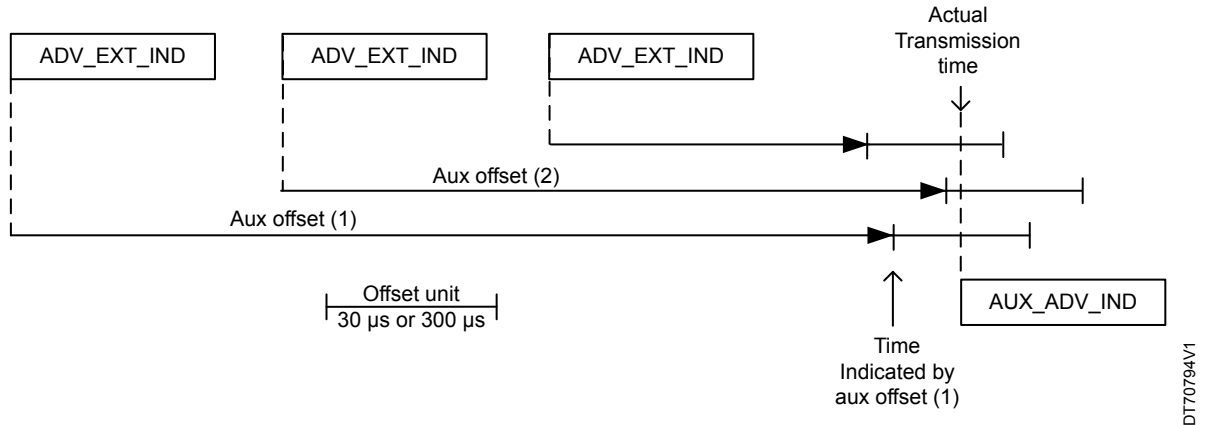 Actual
Transmission
time
ADV_EXT_IND
ADV_EXT_IND
ADV_EXT_IND
Aux offset (2)
Aux offset (1)
Offset unit
30 µs or 300 µs
AUX_ADV_IND
Time
Indicated by
aux offset (1)
DT70794V1